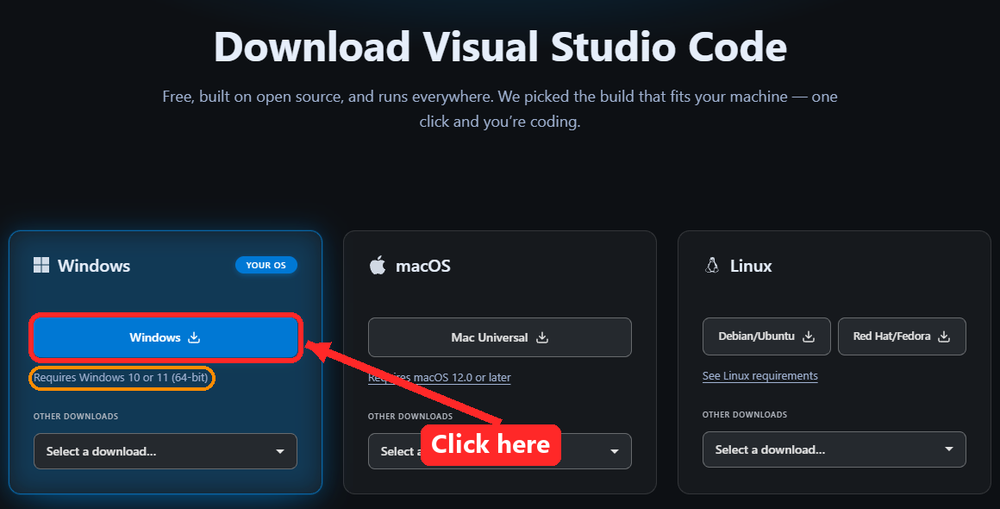 Download Visual Studio Code
Free, built on open source, and runs everywhere. We picked the build that fits your machine — one
click and you’re coding.
Windows
YOUR OS
Windows
Requires Windows 10 or 11 (64-bit)
OTHER DOWNLOADS
Select a download...
macOS
Mac Universal
Requires macOS 12.0 or later
OTHER DOWNLOADS
Select a
Click here
Linux
Debian/Ubuntu
Red Hat/Fedora
See Linux requirements
OTHER DOWNLOADS
Select a download...